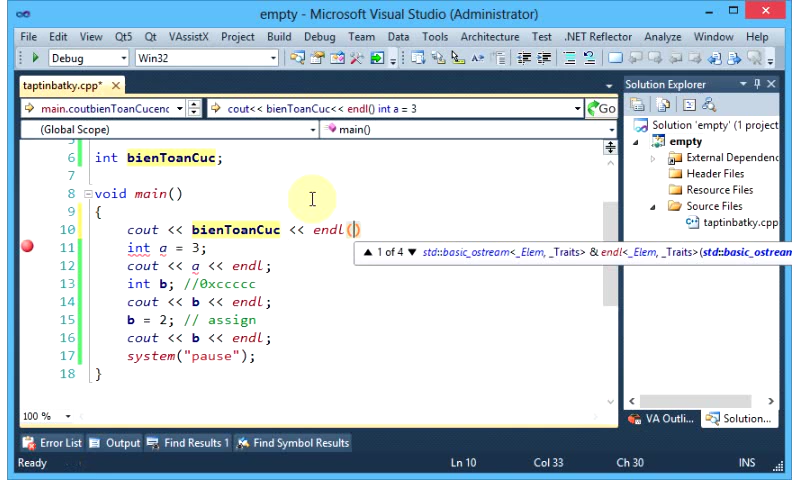 empty - Microsoft Visual Studio (Administrator)
File Edit View Qt5 Qt VAssistX Project Build Debug Team Data Tools Architecture Test .NET Reflector Analyze Window Help
Debug Win32
taptinbatky.cpp*
main.coutbienToanCucenc cout<< bienToanCuc<< endl() int a = 3 Go
(Global Scope) main()
6 int bienToanCuc;
7
8 void main()
9 {
10 cout << bienToanCuc << endl()
1 of 4 std::basic_ostream<_Elem, _Traits> & endl<_Elem, _Traits>(std::basic_ostream
11 int a = 3;
12 cout << a << endl;
13 int b; //0xccccc
14 cout << b << endl;
15 b = 2; // assign
16 cout << b << endl;
17 system("pause");
18 }
100 %
Solution Explorer
Solution 'empty' (1 project
empty
External Dependenc
Header Files
Resource Files
Source Files
taptinbatky.cpp
VA Outli... Solution...
Error List Output Find Results 1 Find Symbol Results
Ready Ln 10 Col 33 Ch 30 INS